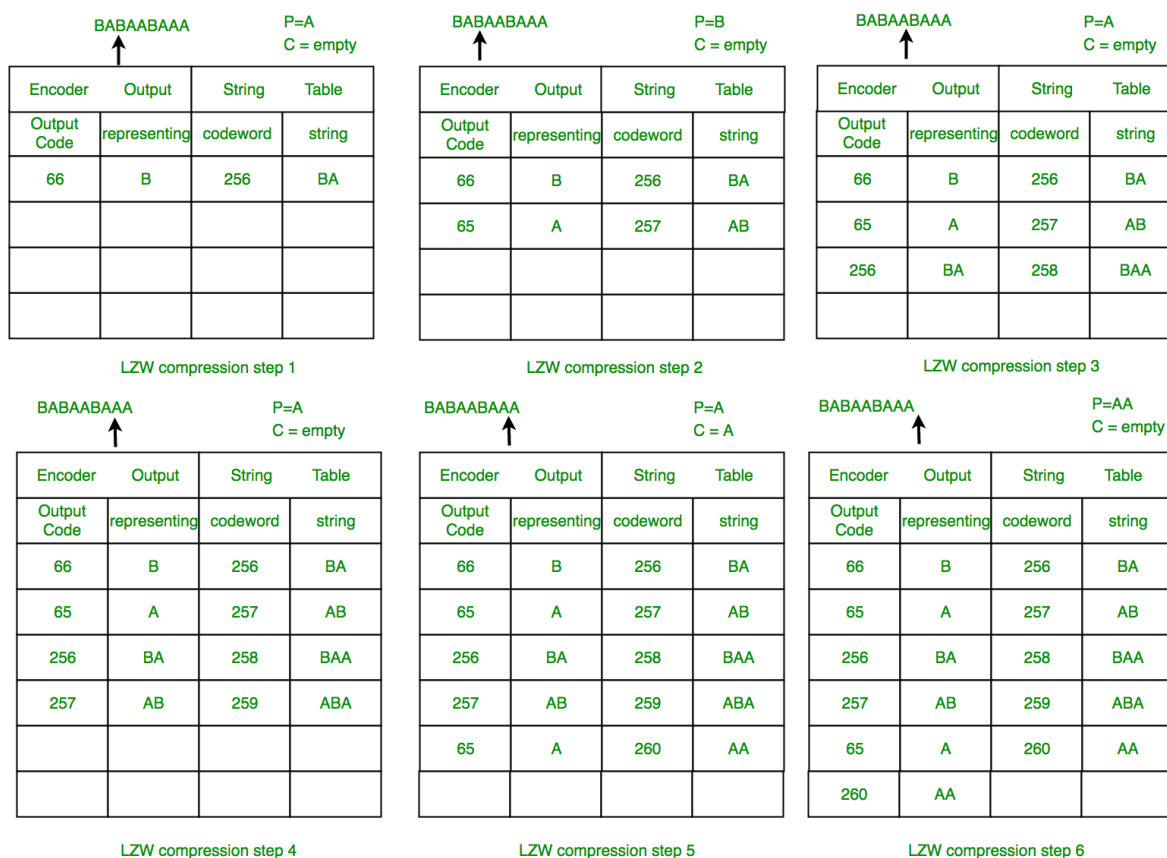 BABAABAAA P=A
C = empty
Encoder Output String Table
Output Code representing codeword string
66 B 256 BA
LZW compression step 1
BABAABAAA P=B
C = empty
Encoder Output String Table
Output Code representing codeword string
66 B 256 BA
65 A 257 AB
LZW compression step 2
BABAABAAA P=A
C = empty
Encoder Output String Table
Output Code representing codeword string
66 B 256 BA
65 A 257 AB
256 BA 258 BAA
LZW compression step 3
BABAABAAA P=A
C = empty
Encoder Output String Table
Output Code representing codeword string
66 B 256 BA
65 A 257 AB
256 BA 258 BAA
257 AB 259 ABA
LZW compression step 4
BABAABAAA P=A
C = A
Encoder Output String Table
Output Code representing codeword string
66 B 256 BA
65 A 257 AB
256 BA 258 BAA
257 AB 259 ABA
65 A 260 AA
LZW compression step 5
BABAABAAA P=AA
C = empty
Encoder Output String Table
Output Code representing codeword string
66 B 256 BA
65 A 257 AB
256 BA 258 BAA
257 AB 259 ABA
65 A 260 AA
260 AA
LZW compression step 6